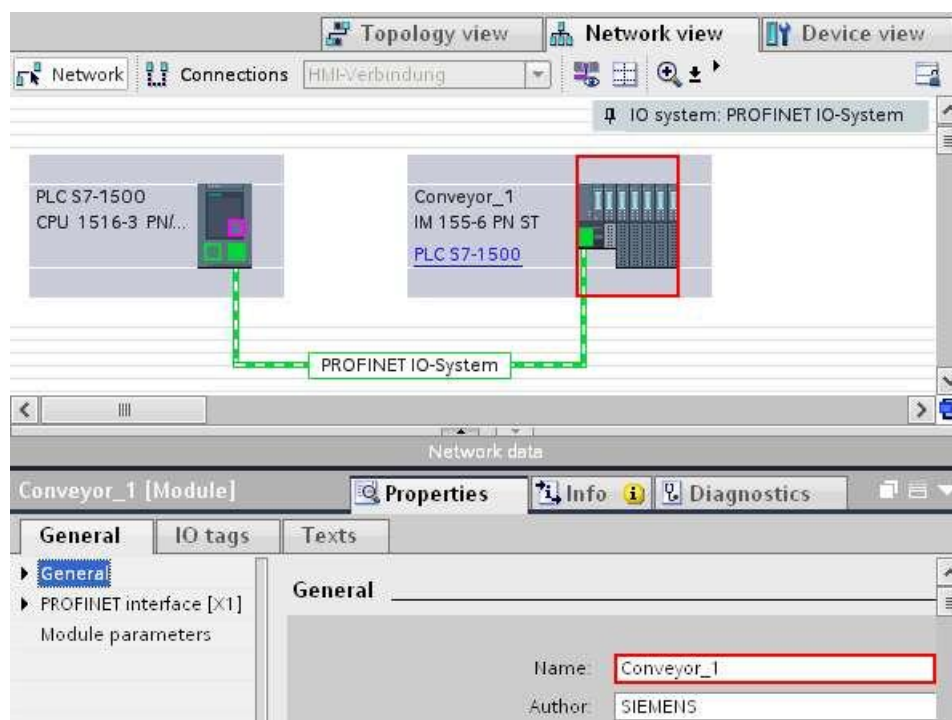 Topology view Network view Device view
Network Connections HMI-Verbindung
IO system: PROFINET IO-System
PLC S7-1500
CPU 1516-3 PN/...
Conveyor_1
IM 155-6 PN ST
PLC S7-1500
PROFINET IO-System
Network data
Conveyor_1 [Module] Properties Info Diagnostics
General IO tags Texts
General
PROFINET interface [X1]
Module parameters
General
Name: Conveyor_1
Author: SIEMENS